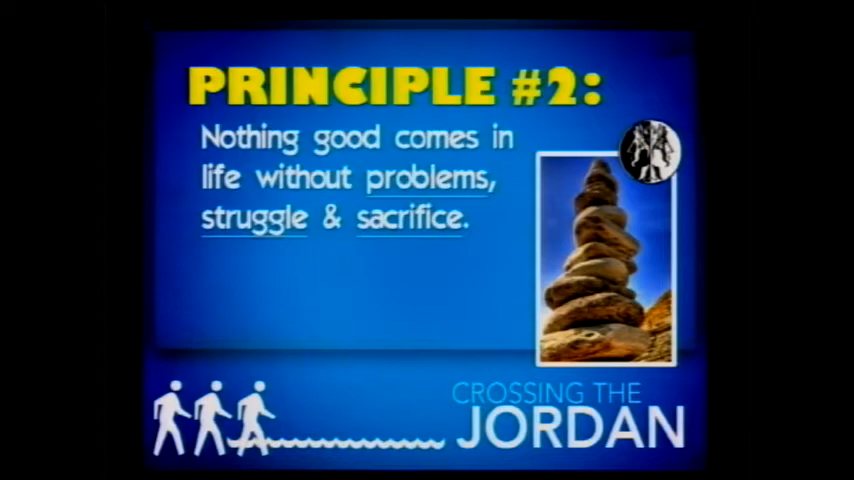 PRINCIPLE #2:
Nothing good comes in
life without problems,
struggle & sacrifice.
CROSSING THE
JORDAN